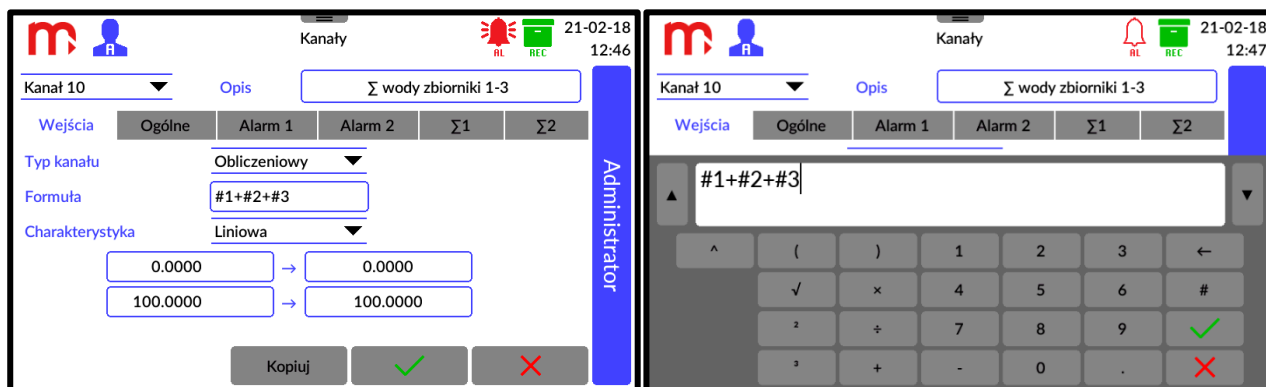 Kanały
AL
REC
21-02-18
12:46
A
Kanał 10
Opis
∑ wody zbiorniki 1-3
Wejścia
Ogólne
Alarm 1
Alarm 2
∑1
∑2
Typ kanału
Obliczeniowy
Formuła
#1+#2+#3
Charakterystyka
Liniowa
0.0000 → 0.0000
100.0000 → 100.0000
Kopiuj
Administrator
Kanały
AL
REC
21-02-18
12:47
A
Kanał 10
Opis
∑ wody zbiorniki 1-3
Wejścia
Ogólne
Alarm 1
Alarm 2
∑1
∑2
#1+#2+#3
^ ( ) 1 2 3 ←
√ × 4 5 6 #
² ÷ 7 8 9
³ + - 0 .